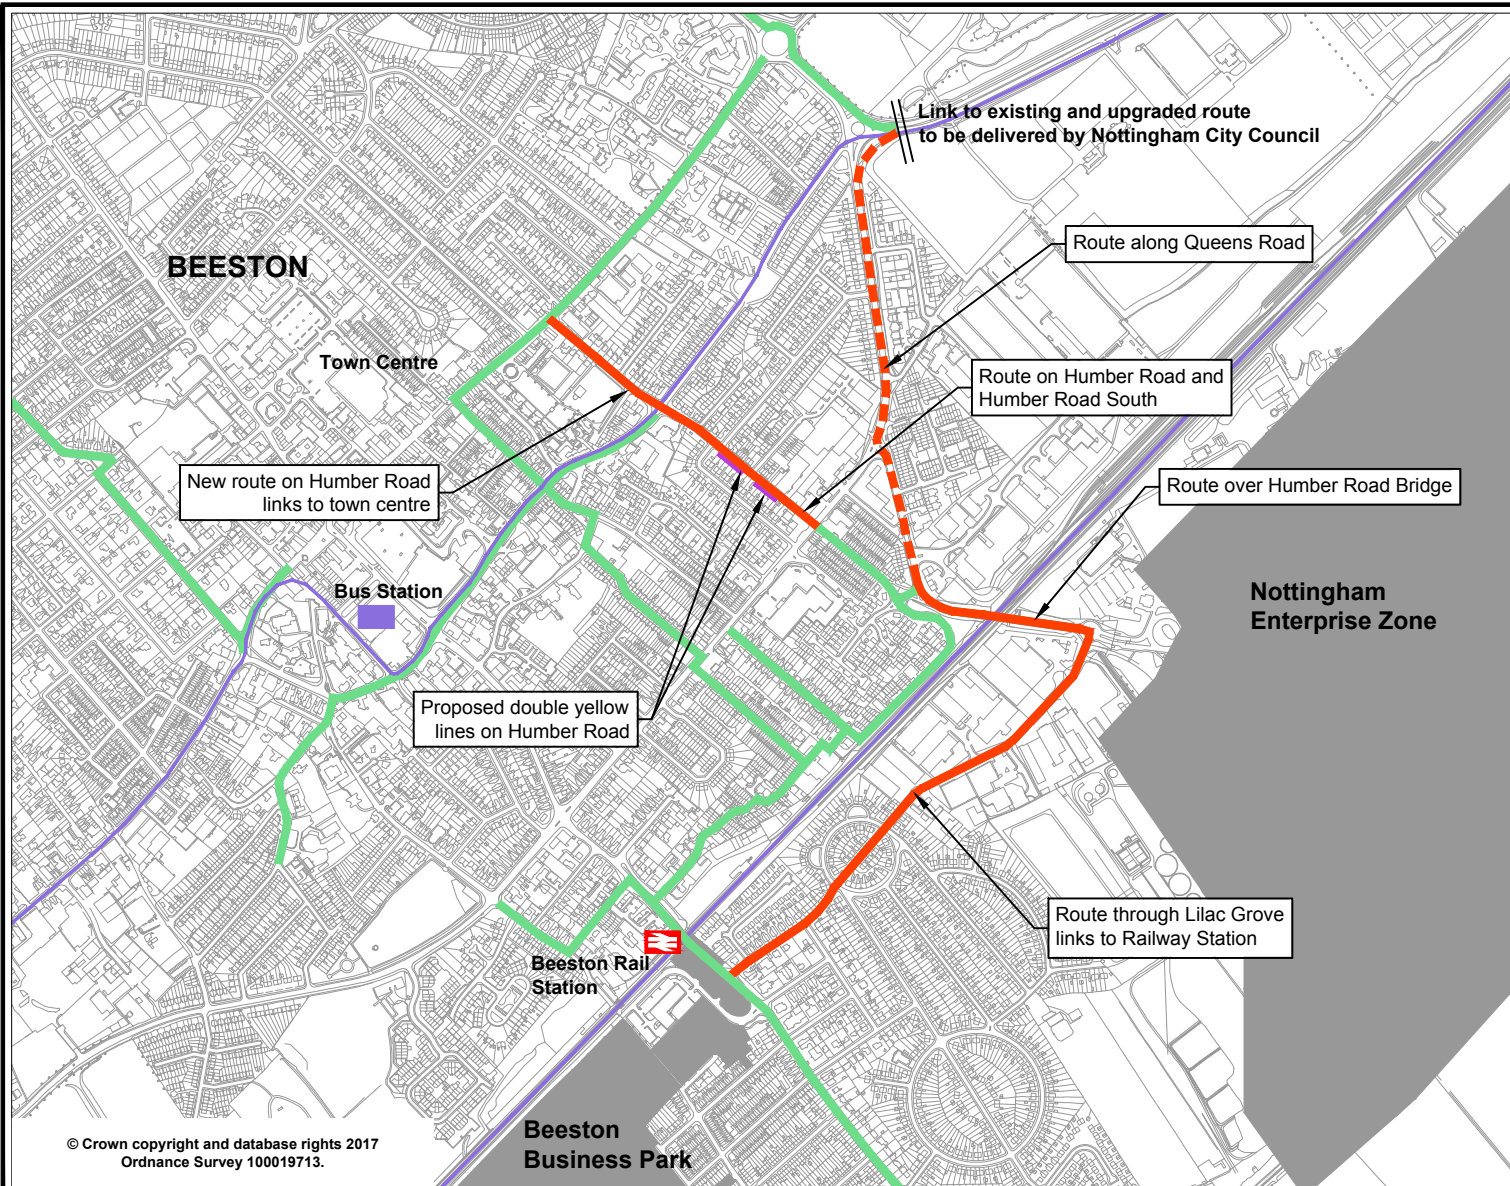 Link to existing and upgraded route
to be delivered by Nottingham City Council
Route along Queens Road
BEESTON
Town Centre
Route on Humber Road and
Humber Road South
New route on Humber Road
links to town centre
Route over Humber Road Bridge
Bus Station
Nottingham
Enterprise Zone
Proposed double yellow
lines on Humber Road
Route through Lilac Grove
links to Railway Station
Beeston Rail
Station
Beeston
Business Park
© Crown copyright and database rights 2017
Ordnance Survey 100019713.